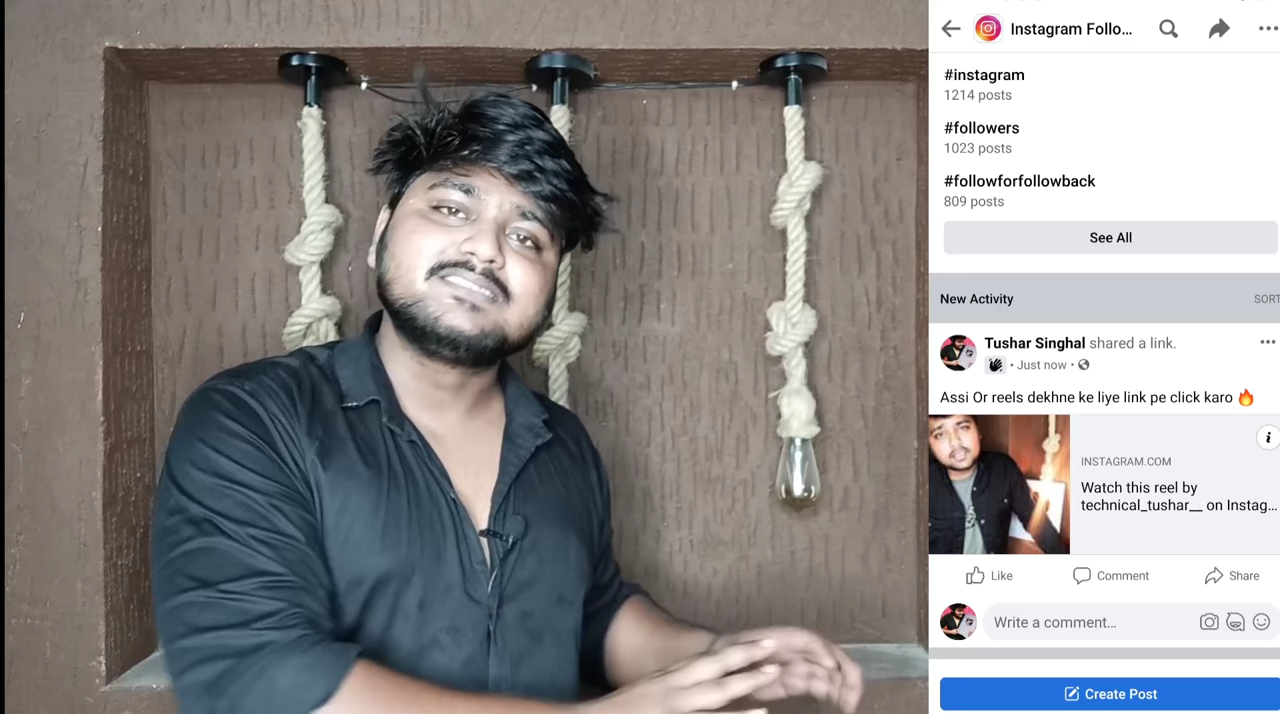 Instagram Follo...
#instagram
1214 posts
#followers
1023 posts
#followforfollowback
809 posts
See All
New Activity
SORT
Tushar Singhal shared a link.
Just now
Assi Or reels dekhne ke liye link pe click karo 🔥
INSTAGRAM.COM
Watch this reel by
technical_tushar__ on Instag...
Like
Comment
Share
Write a comment...
Create Post